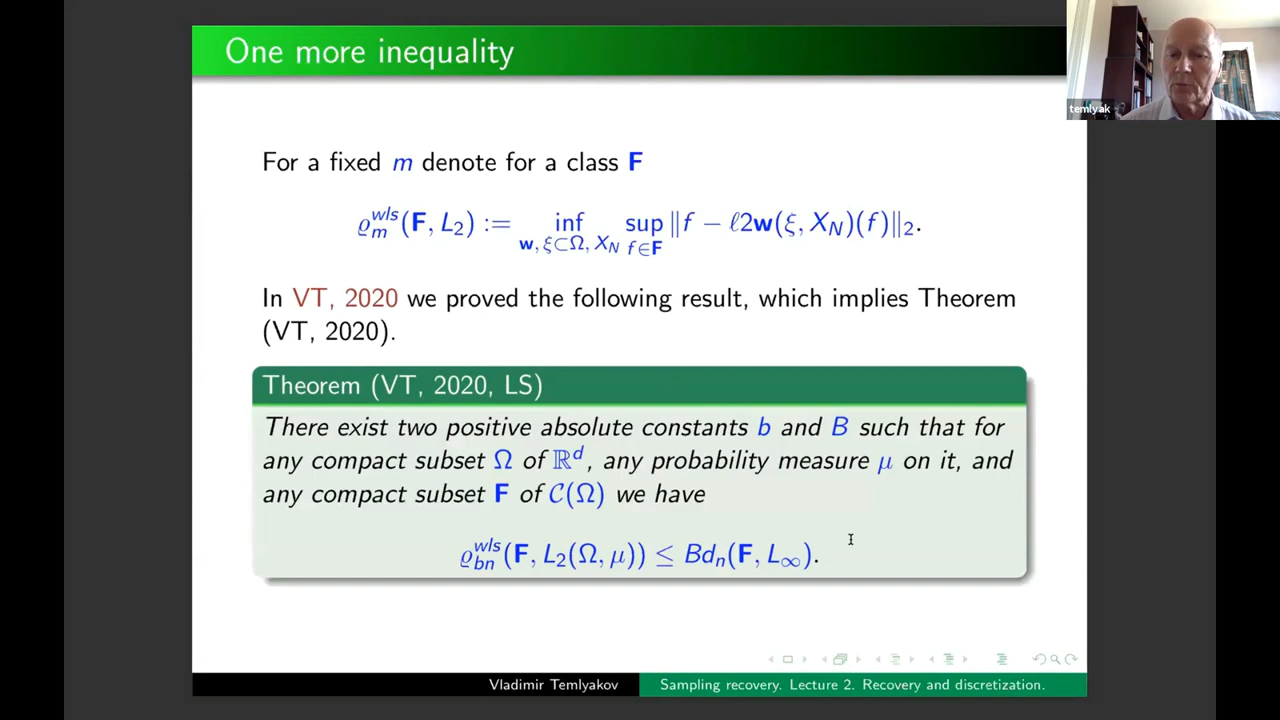 One more inequality
temlyak
For a fixed m denote for a class F
ϱ_m^{wls}(F, L_2) := inf_{w, ξ⊂Ω, X_N} sup_{f∈F} ‖f − ℓ2w(ξ, X_N)(f)‖_2.
In VT, 2020 we proved the following result, which implies Theorem
(VT, 2020).
Theorem (VT, 2020, LS)
There exist two positive absolute constants b and B such that for
any compact subset Ω of ℝ^d, any probability measure μ on it, and
any compact subset F of C(Ω) we have
ϱ_{bn}^{wls}(F, L_2(Ω, μ)) ≤ Bd_n(F, L_∞).
Vladimir Temlyakov
Sampling recovery. Lecture 2. Recovery and discretization.